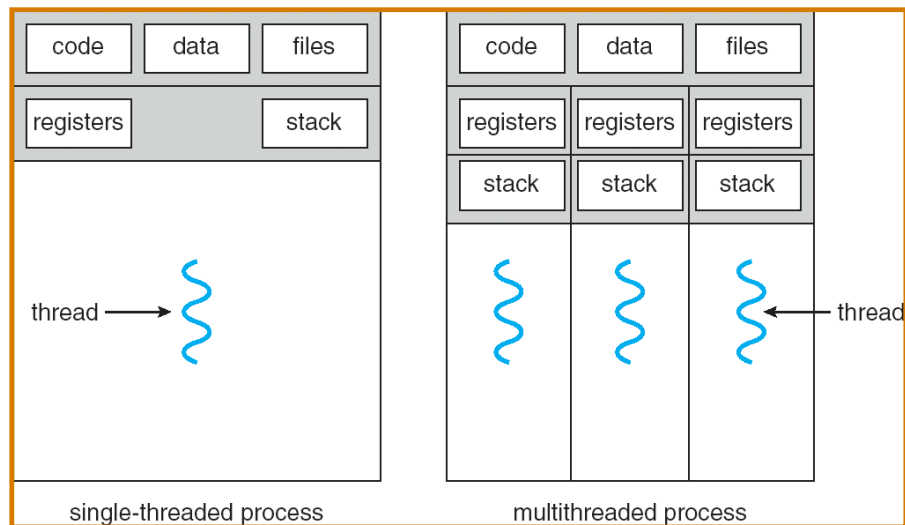 code data files code data files
registers stack registers registers registers
stack stack stack
thread thread
single-threaded process multithreaded process